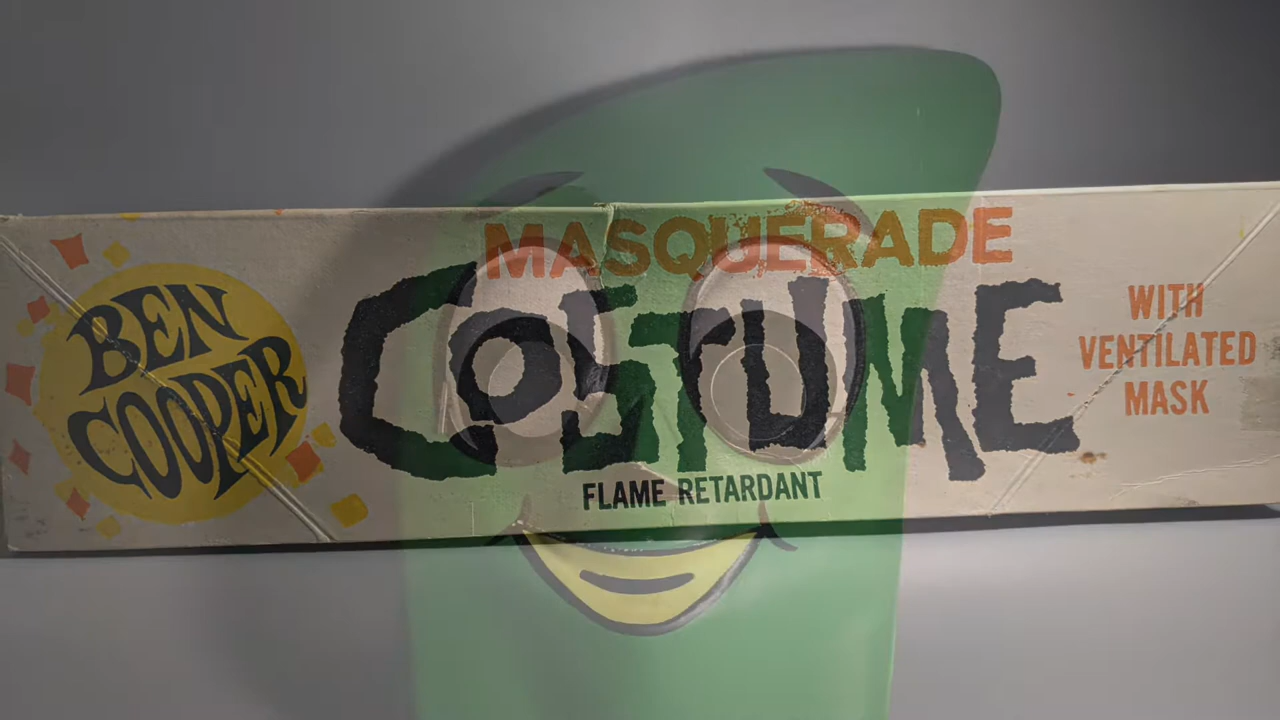 BEN
COOPER
MASQUERADE
COSTUME
FLAME RETARDANT
WITH
VENTILATED
MASK